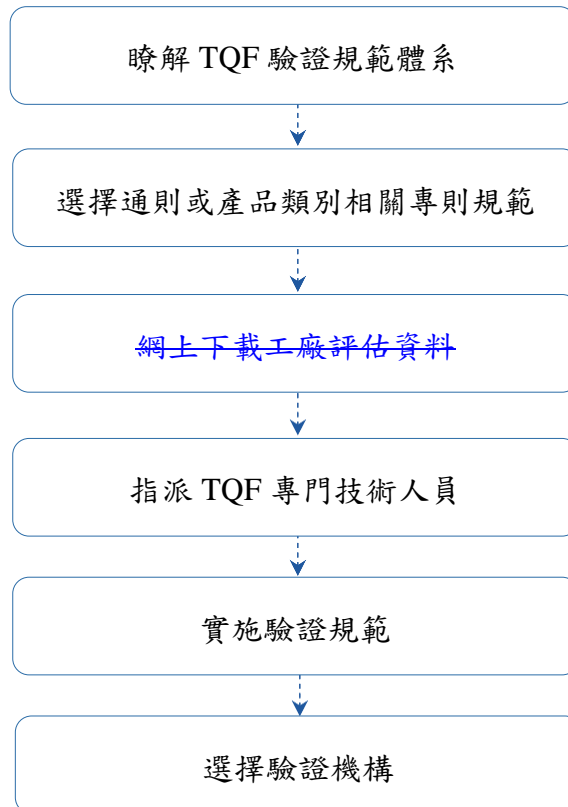 瞭解 TQF 驗證規範體系
選擇通則或產品類別相關專則規範
網上下載工廠評估資料
指派 TQF 專門技術人員
實施驗證規範
選擇驗證機構